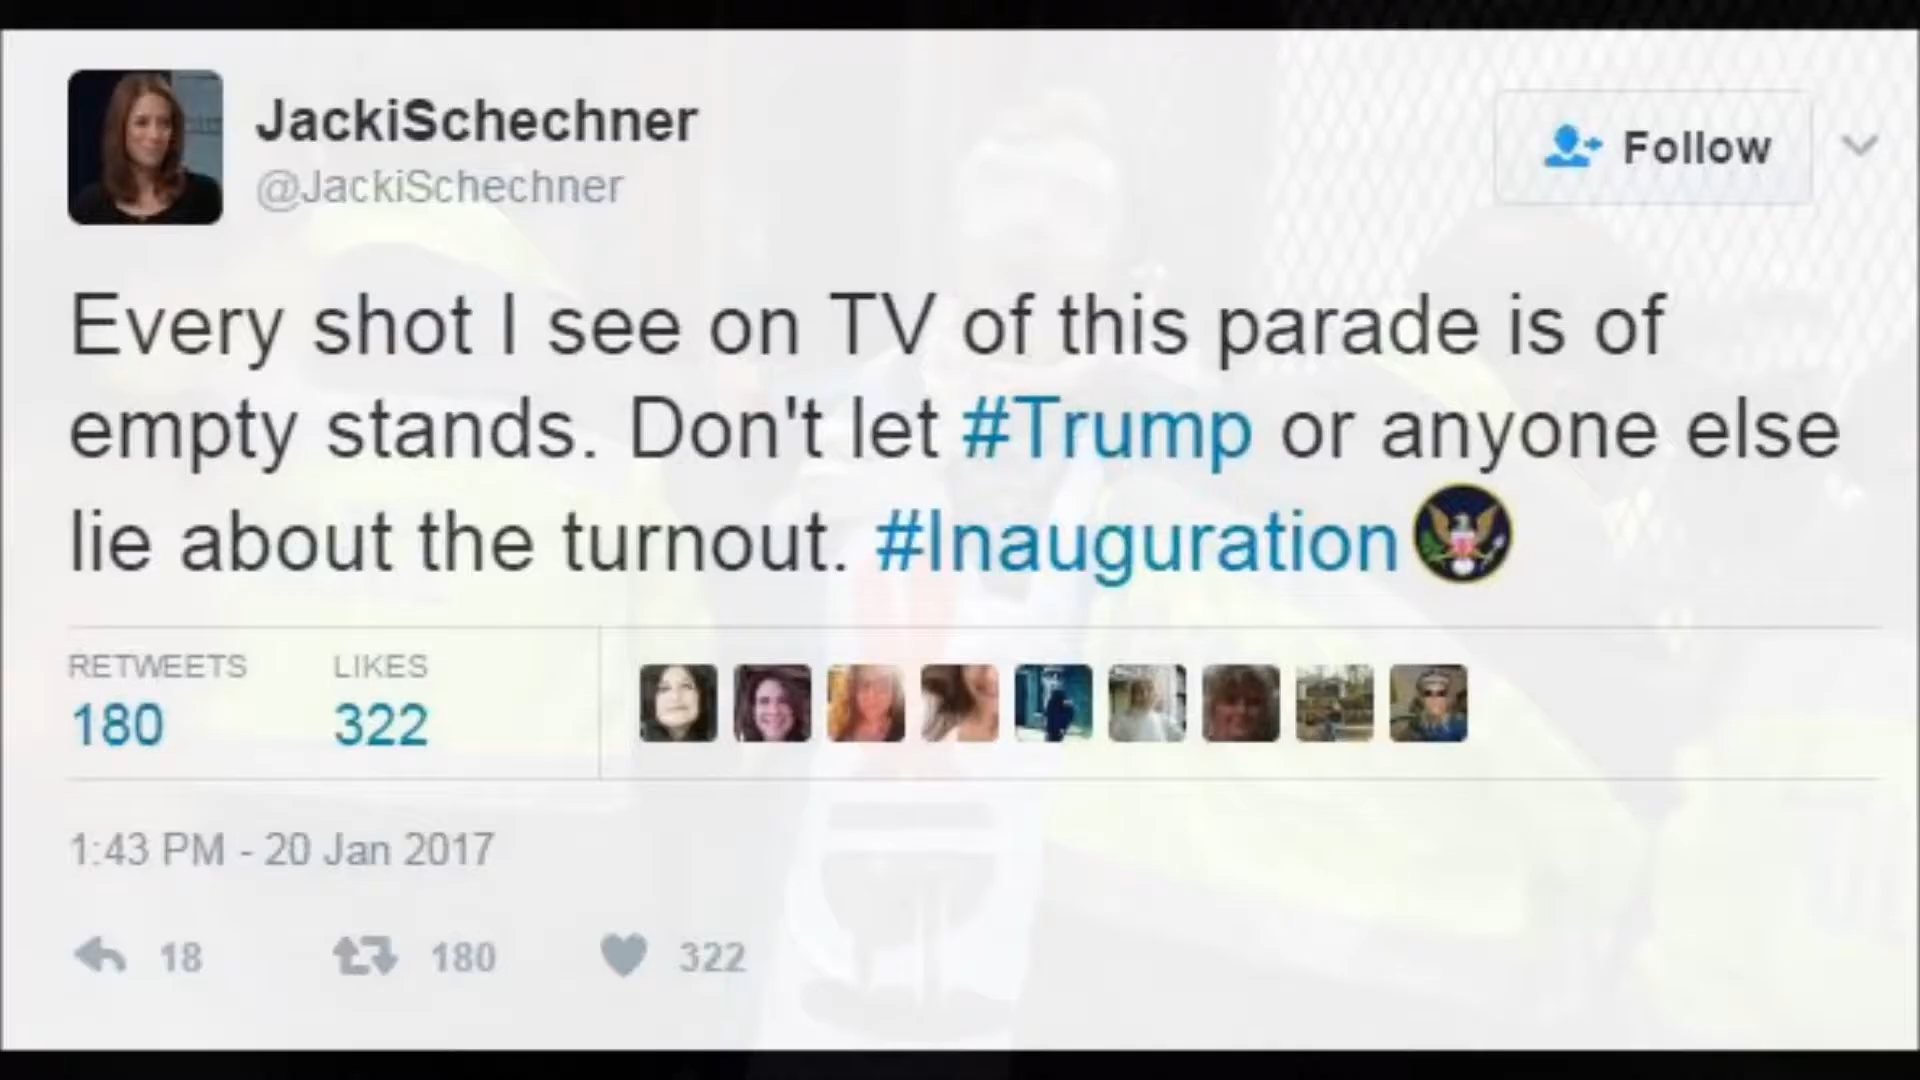 JackiSchechner
@JackiSchechner
Follow
Every shot I see on TV of this parade is of
empty stands. Don't let #Trump or anyone else
lie about the turnout. #Inauguration
RETWEETS LIKES
180 322
1:43 PM - 20 Jan 2017
18 180 322